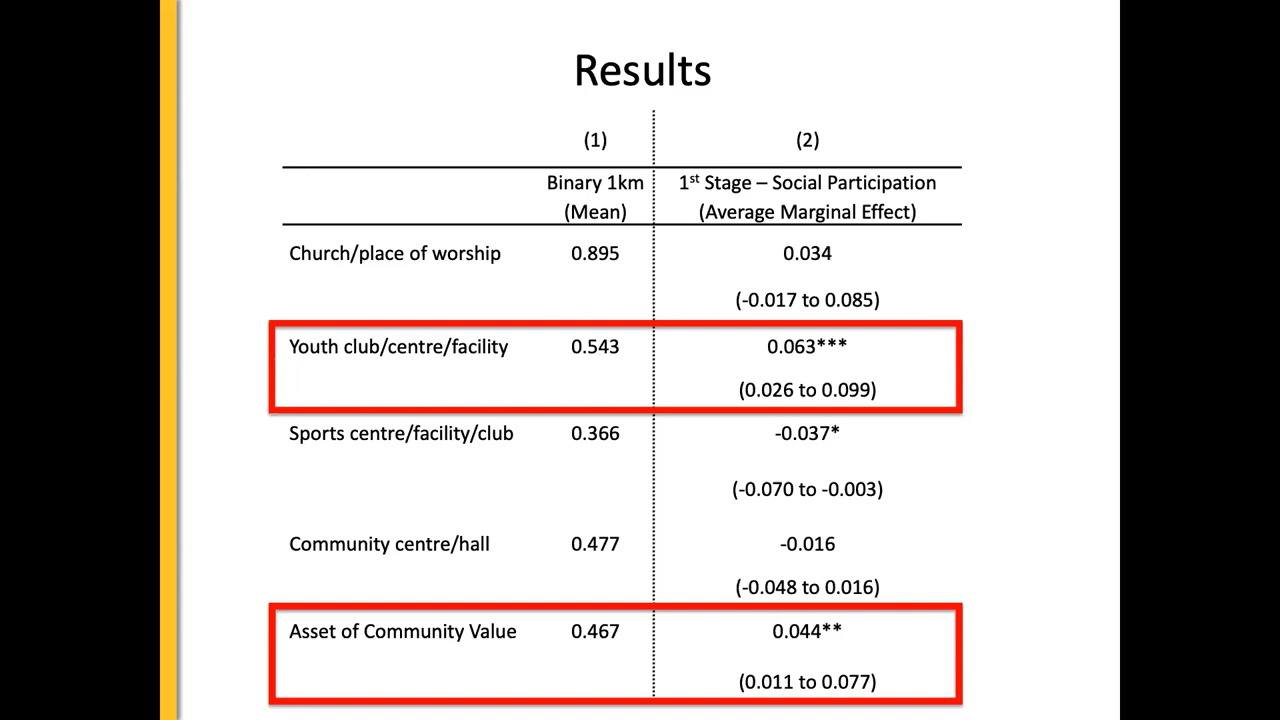 Results
(1) (2)
Binary 1km 1st Stage – Social Participation
(Mean) (Average Marginal Effect)
Church/place of worship 0.895 0.034
(-0.017 to 0.085)
Youth club/centre/facility 0.543 0.063***
(0.026 to 0.099)
Sports centre/facility/club 0.366 -0.037*
(-0.070 to -0.003)
Community centre/hall 0.477 -0.016
(-0.048 to 0.016)
Asset of Community Value 0.467 0.044**
(0.011 to 0.077)